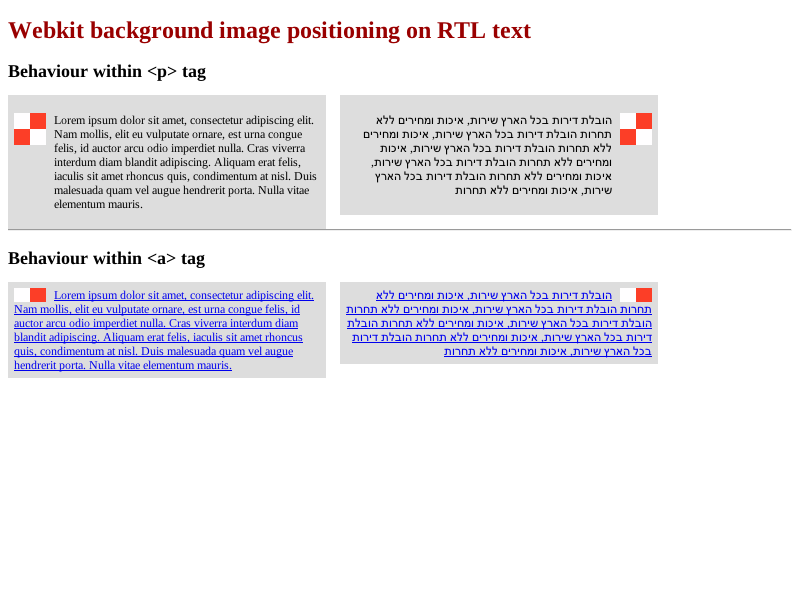 Webkit background image positioning on RTL text
Behaviour within <p> tag
Lorem ipsum dolor sit amet, consectetur adipiscing elit.
Nam mollis, elit eu vulputate ornare, est urna congue
felis, id auctor arcu odio imperdiet nulla. Cras viverra
interdum diam blandit adipiscing. Aliquam erat felis,
iaculis sit amet rhoncus quis, condimentum at nisl. Duis
malesuada quam vel augue hendrerit porta. Nulla vitae
elementum mauris.
הובלת דירות בכל הארץ שירות, איכות ומחירים ללא
תחרות הובלת דירות בכל הארץ שירות, איכות ומחירים
ללא תחרות הובלת דירות בכל הארץ שירות, איכות
ומחירים ללא תחרות הובלת דירות בכל הארץ שירות,
איכות ומחירים ללא תחרות הובלת דירות בכל הארץ
שירות, איכות ומחירים ללא תחרות
Behaviour within <a> tag
Lorem ipsum dolor sit amet, consectetur adipiscing elit.
Nam mollis, elit eu vulputate ornare, est urna congue felis, id
auctor arcu odio imperdiet nulla. Cras viverra interdum diam
blandit adipiscing. Aliquam erat felis, iaculis sit amet rhoncus
quis, condimentum at nisl. Duis malesuada quam vel augue
hendrerit porta. Nulla vitae elementum mauris.
הובלת דירות בכל הארץ שירות, איכות ומחירים ללא
תחרות הובלת דירות בכל הארץ שירות, איכות ומחירים ללא תחרות
הובלת דירות בכל הארץ שירות, איכות ומחירים ללא תחרות הובלת
דירות בכל הארץ שירות, איכות ומחירים ללא תחרות הובלת דירות
בכל הארץ שירות, איכות ומחירים ללא תחרות